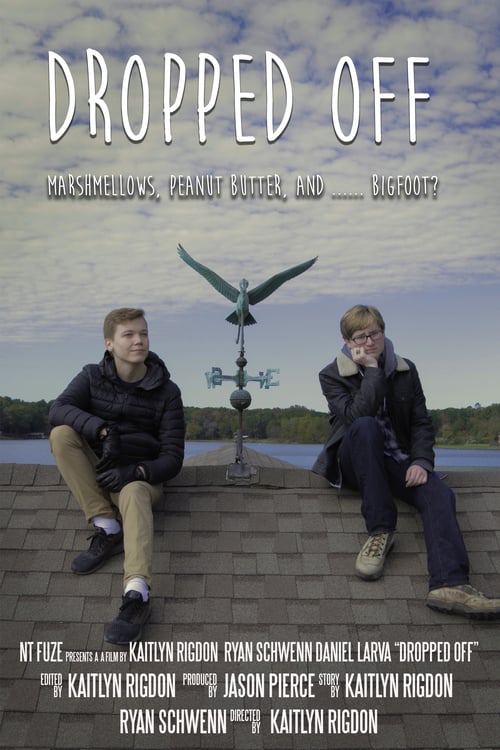 DROPPED OFF
MARSHMELLOWS, PEANUT BUTTER, AND ...... BIGFOOT?
E
NT FUZE PRESENTS A A FILM BY KAITLYN RIGDON RYAN SCHWENN DANIEL LARVA "DROPPED OFF"
EDITED BY KAITLYN RIGDON PRODUCED BY JASON PIERCE STORY BY KAITLYN RIGDON
RYAN SCHWENN DIRECTED BY KAITLYN RIGDON